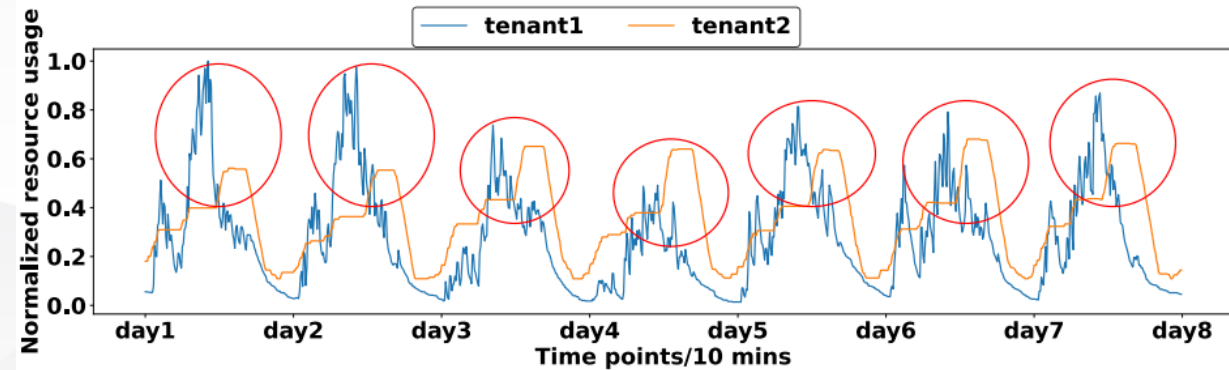 tenant1 tenant2
Normalized resource usage
1.0
0.8
0.6
0.4
0.2
0.0
day1 day2 day3 day4 day5 day6 day7 day8
Time points/10 mins